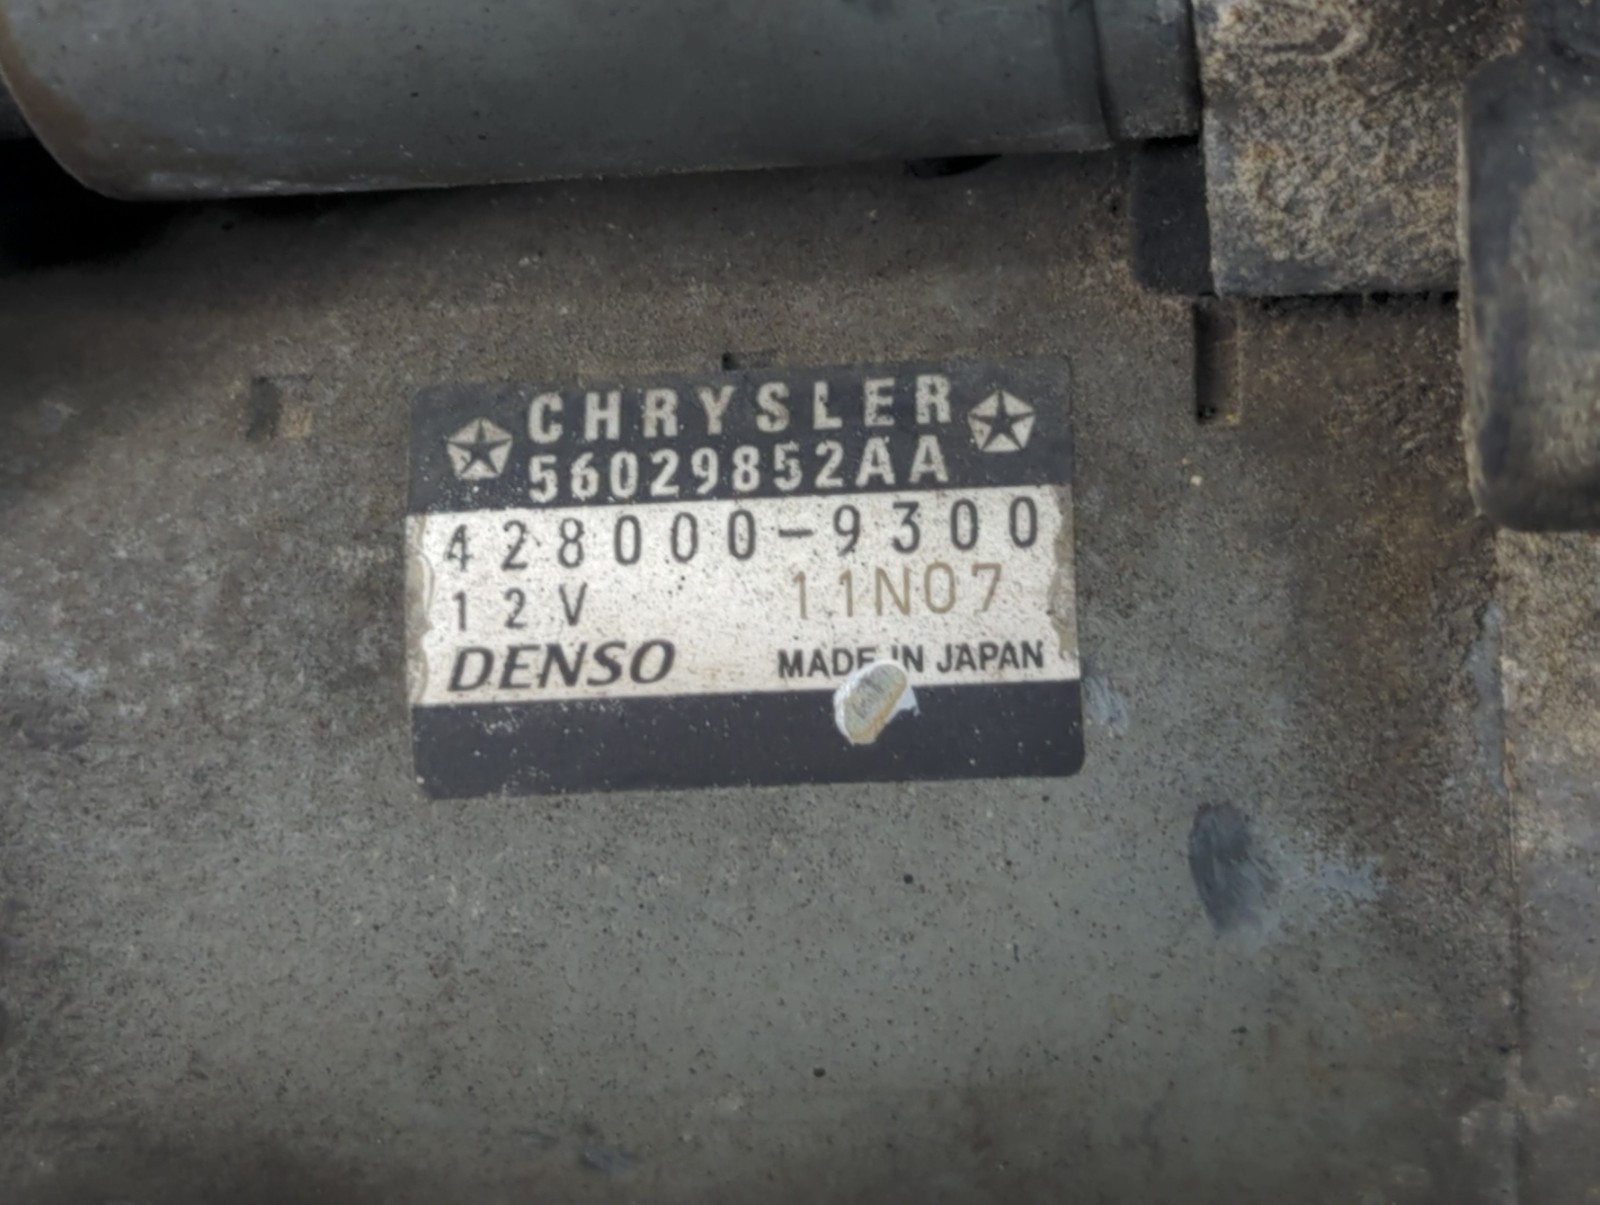 CHRYSLER
56029852AA
428000-9300
12V 11N07
DENSO MADE IN JAPAN